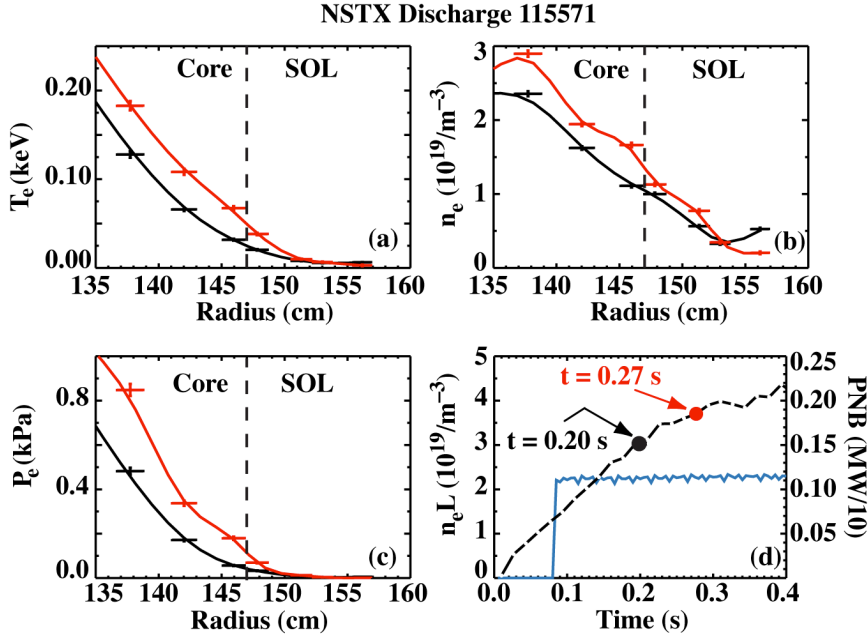 NSTX Discharge 115571
Core SOL
0.20
0.10
0.00
Te (keV)
(a)
135 140 145 150 155 160
Radius (cm)
Core SOL
3
2
1
0
ne (10^19/m^-3)
(b)
135 140 145 150 155 160
Radius (cm)
Core SOL
0.8
0.4
0.0
Pe (kPa)
(c)
135 140 145 150 155 160
Radius (cm)
5
4
3
2
1
0
neL (10^19/m^-3)
t = 0.27 s
t = 0.20 s
0.25
0.20
0.15
0.10
0.05
PNB (MW/10)
(d)
0.0 0.1 0.2 0.3 0.4
Time (s)